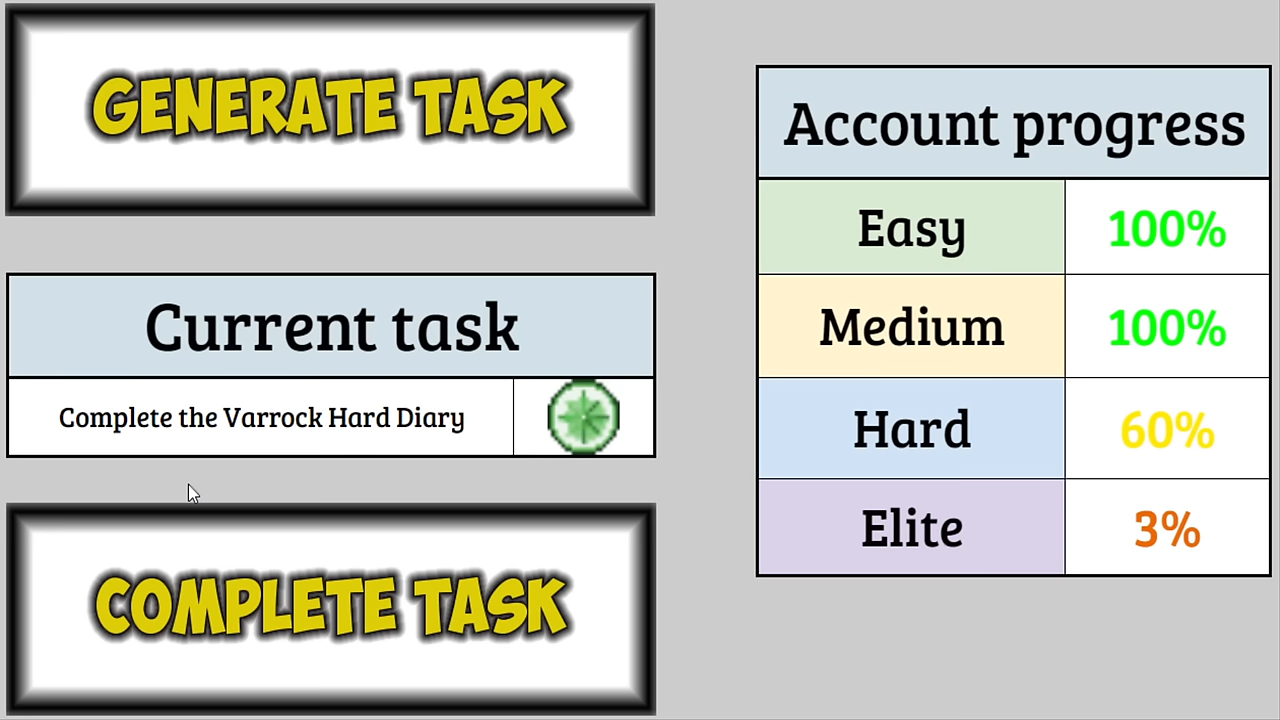 GENERATE TASK
Current task
Complete the Varrock Hard Diary
COMPLETE TASK
Account progress
Easy 100%
Medium 100%
Hard 60%
Elite 3%